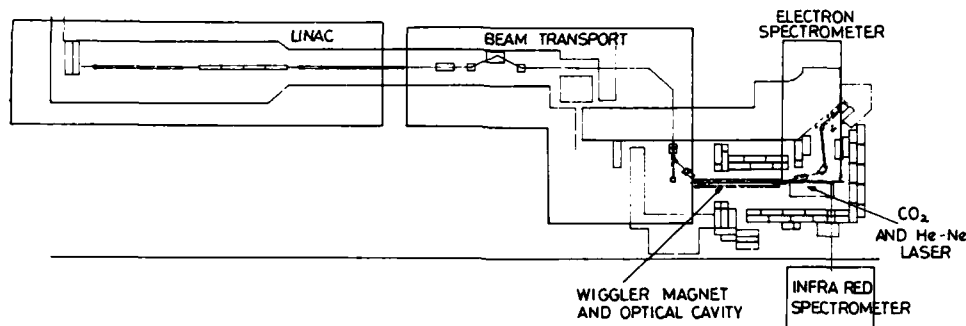 LINAC
BEAM TRANSPORT
ELECTRON
SPECTROMETER
CO₂
AND He-Ne
LASER
WIGGLER MAGNET
AND OPTICAL CAVITY
INFRA RED
SPECTROMETER